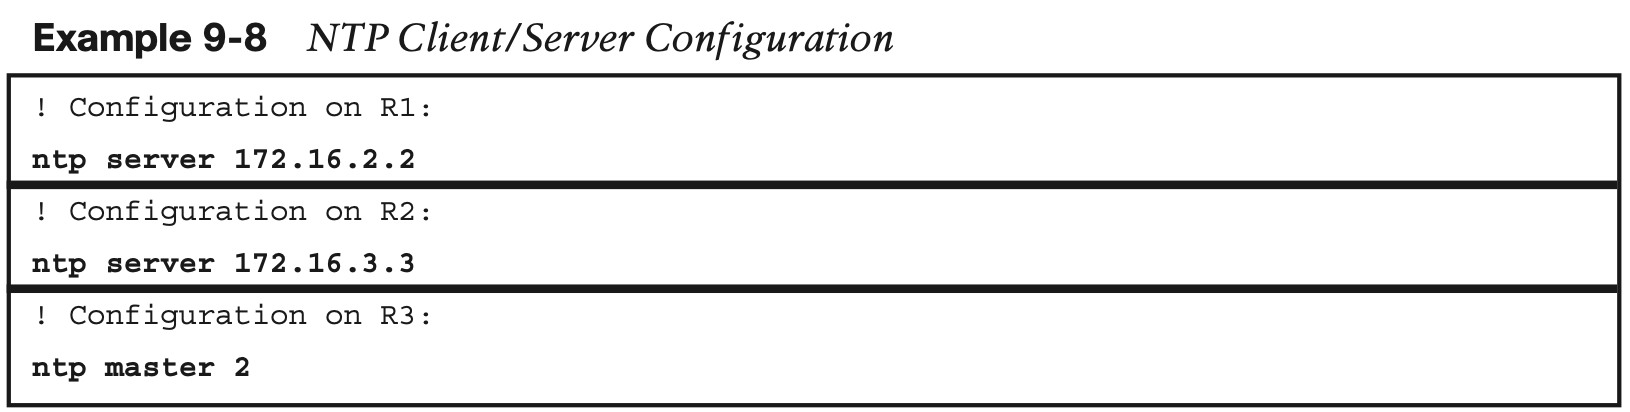 Example 9-8 NTP Client/Server Configuration
! Configuration on R1:
ntp server 172.16.2.2
! Configuration on R2:
ntp server 172.16.3.3
! Configuration on R3:
ntp master 2